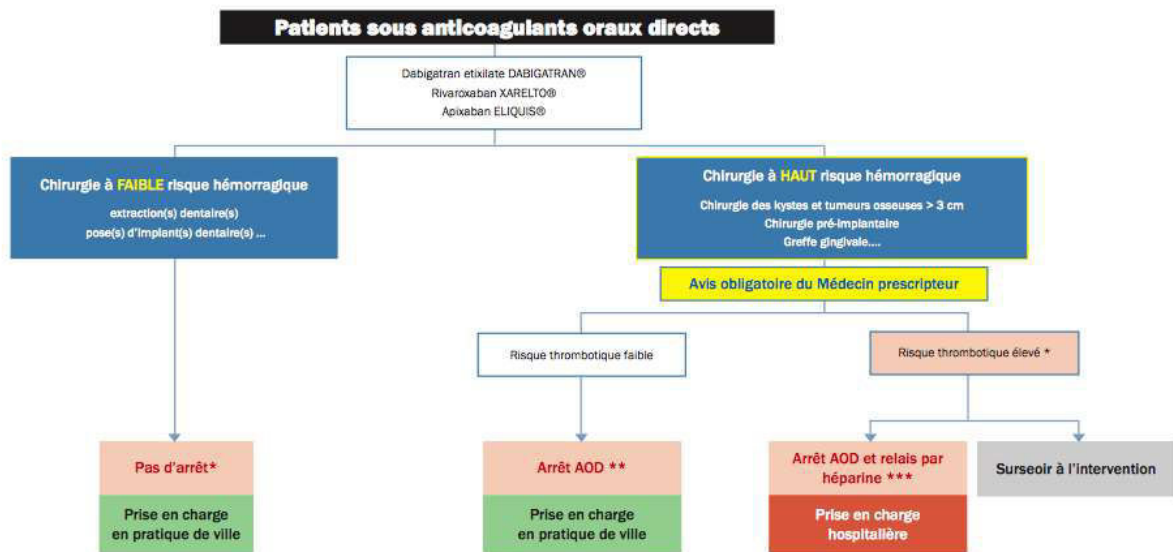 Patients sous anticoagulants oraux directs
Dabigatran etixilate DABIGATRAN®
Rivaroxaban XARELTO®
Apixaban ELIQUIS®
Chirurgie à FAIBLE risque hémorragique
extraction(s) dentaire(s)
pose(s) d'implant(s) dentaire(s) ...
Chirurgie à HAUT risque hémorragique
Chirurgie des kystes et tumeurs osseuses > 3 cm
Chirurgie pré-implantaire
Greffe gingivale....
Avis obligatoire du Médecin prescripteur
Risque thrombotique faible
Risque thrombotique élevé *
Pas d'arrêt*
Prise en charge
en pratique de ville
Arrêt AOD **
Prise en charge
en pratique de ville
Arrêt AOD et relais par
héparine ***
Prise en charge
hospitalière
Surseoir à l'intervention